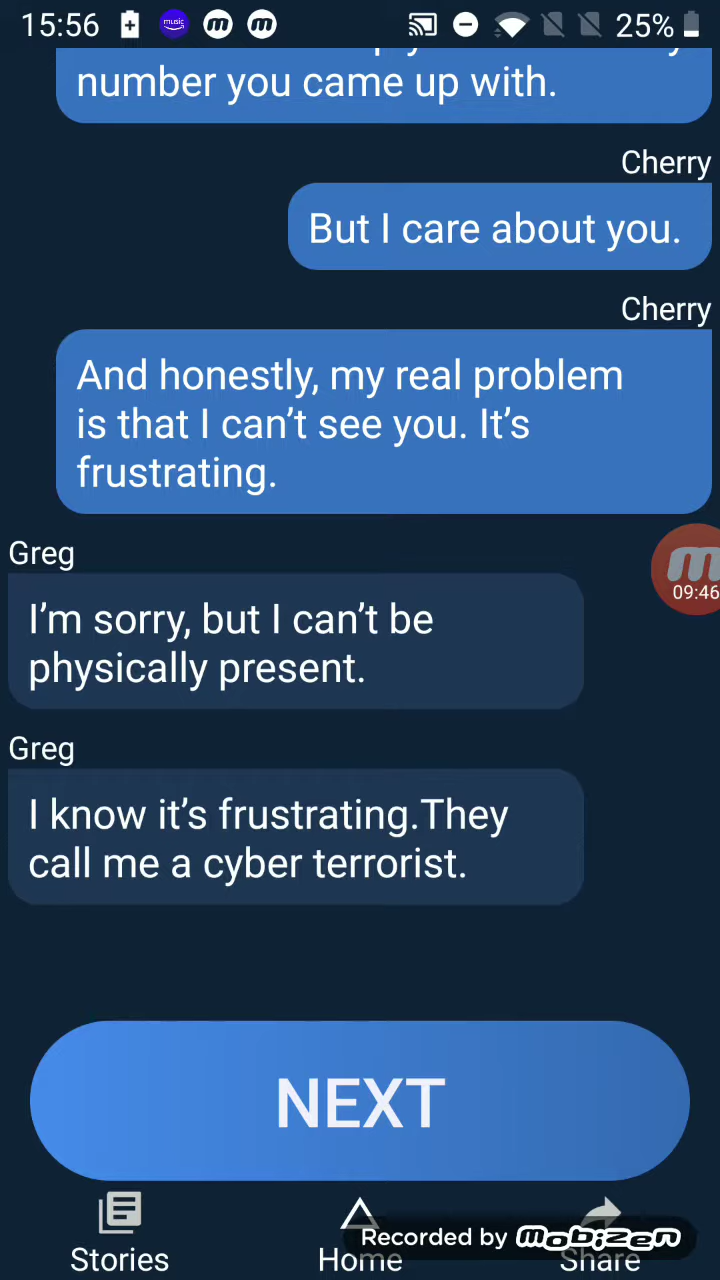 15:56
music
m
m
25%
number you came up with.
Cherry
But I care about you.
Cherry
And honestly, my real problem
is that I can’t see you. It’s
frustrating.
Greg
I’m sorry, but I can’t be
physically present.
m
09:46
Greg
I know it’s frustrating.They
call me a cyber terrorist.
NEXT
Stories
Home
Share
Recorded by mobizen